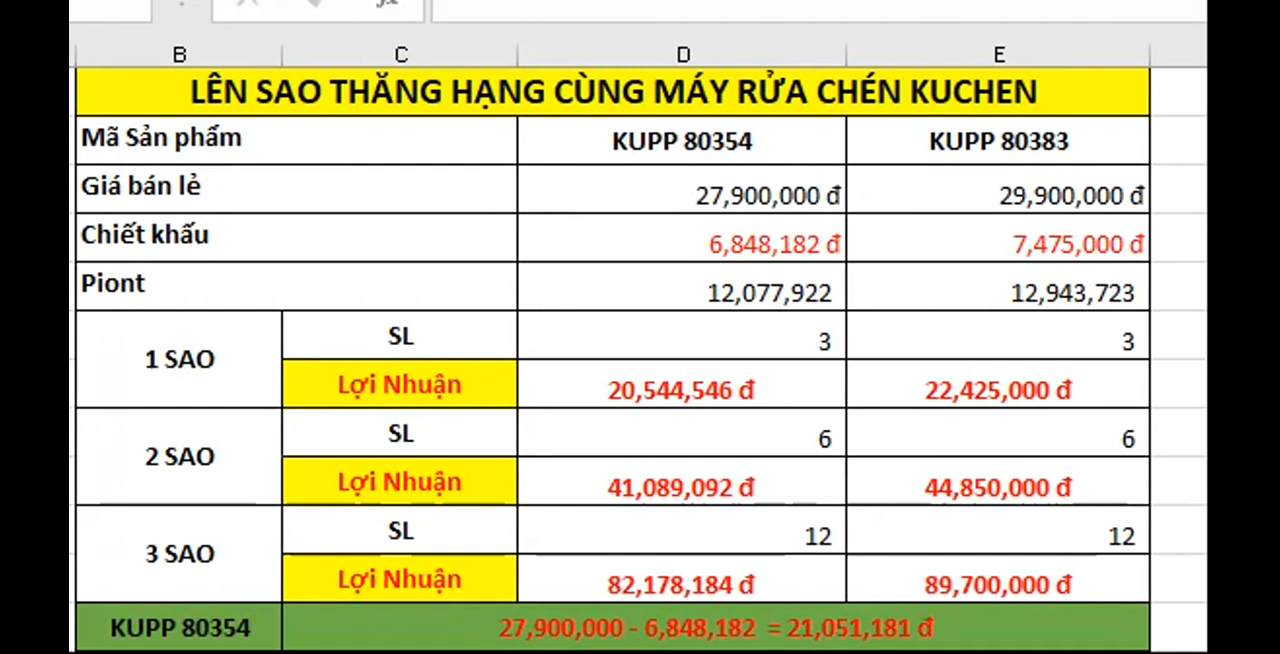 B C D E
LÊN SAO THĂNG HẠNG CÙNG MÁY RỬA CHÉN KUCHEN
Mã Sản phẩm KUPP 80354 KUPP 80383
Giá bán lẻ 27,900,000 đ 29,900,000 đ
Chiết khấu 6,848,182 đ 7,475,000 đ
Piont 12,077,922 12,943,723
1 SAO SL 3 3
Lợi Nhuận 20,544,546 đ 22,425,000 đ
2 SAO SL 6 6
Lợi Nhuận 41,089,092 đ 44,850,000 đ
3 SAO SL 12 12
Lợi Nhuận 82,178,184 đ 89,700,000 đ
KUPP 80354 27,900,000 - 6,848,182 = 21,051,181 đ